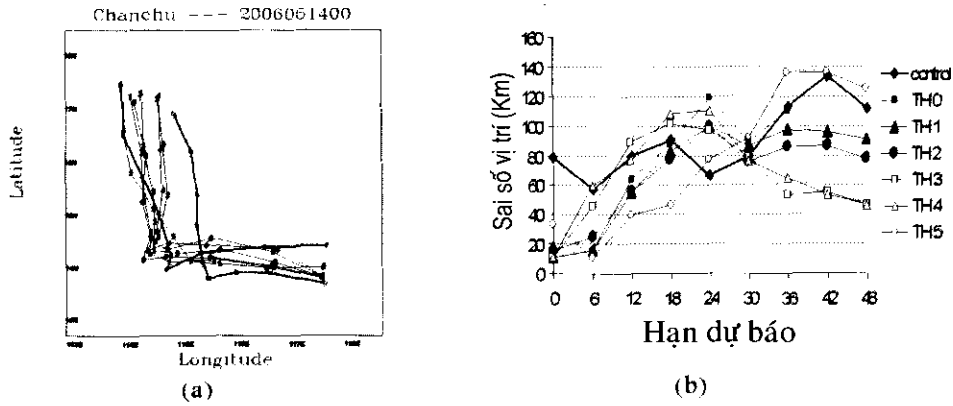 Chanchu --- 2006051400
Latitude
Longitude
(a)
Sai số vị trí (Km)
160
140
120
100
80
60
40
20
0
0 6 12 18 24 30 36 42 48
Hạn dự báo
control
TH0
TH1
TH2
TH3
TH4
TH5
(b)